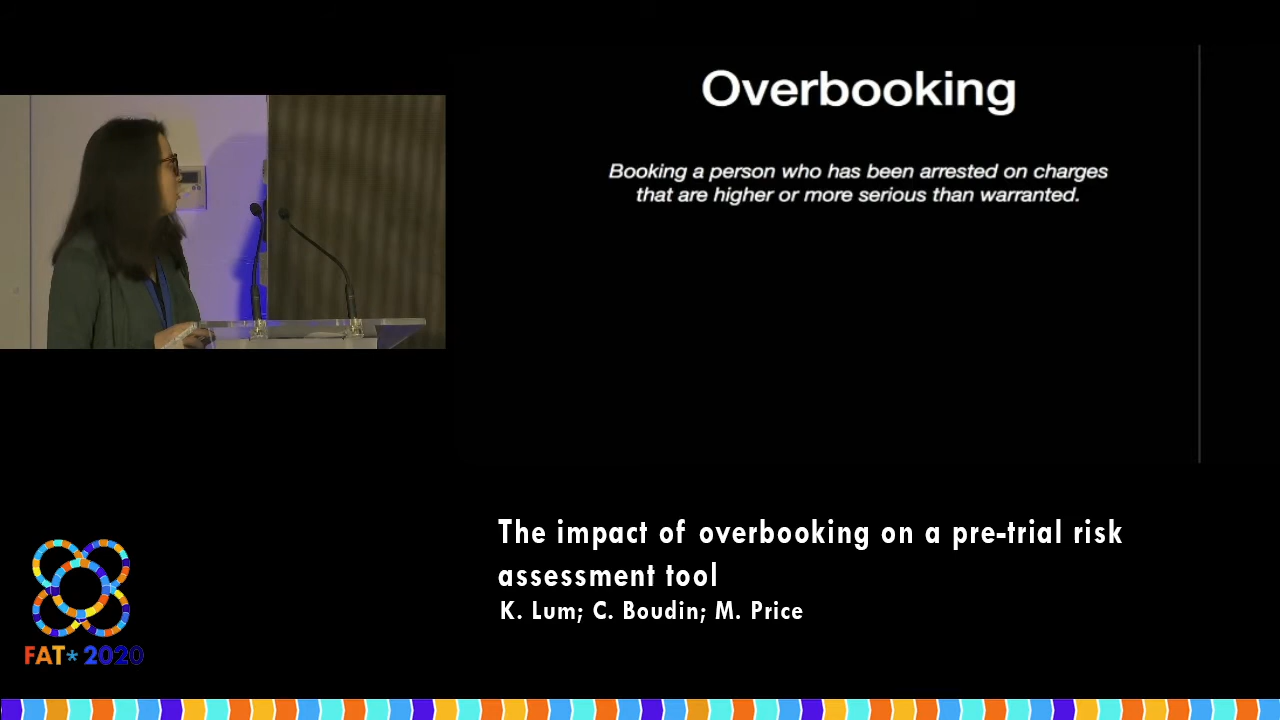 Overbooking
Booking a person who has been arrested on charges
that are higher or more serious than warranted.
The impact of overbooking on a pre-trial risk
assessment tool
K. Lum; C. Boudin; M. Price
FAT* 2020